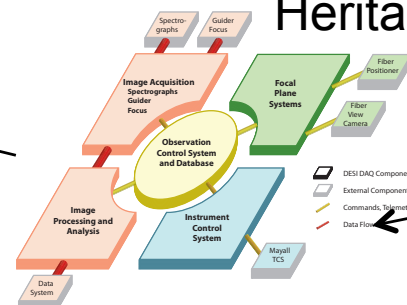 Herita
Spectro-
graphs
Guider
Focus
Image Acquisition
Spectrographs
Guider
Focus
Focal
Plane
Systems
Fiber
Positioner
Fiber
View
Camera
Observation
Control System
and Database
DESI DAQ Compone
External Component
Commands, Telemet
Data Flow
Image
Processing and
Analysis
Instrument
Control
System
Mayall
TCS
Data
System